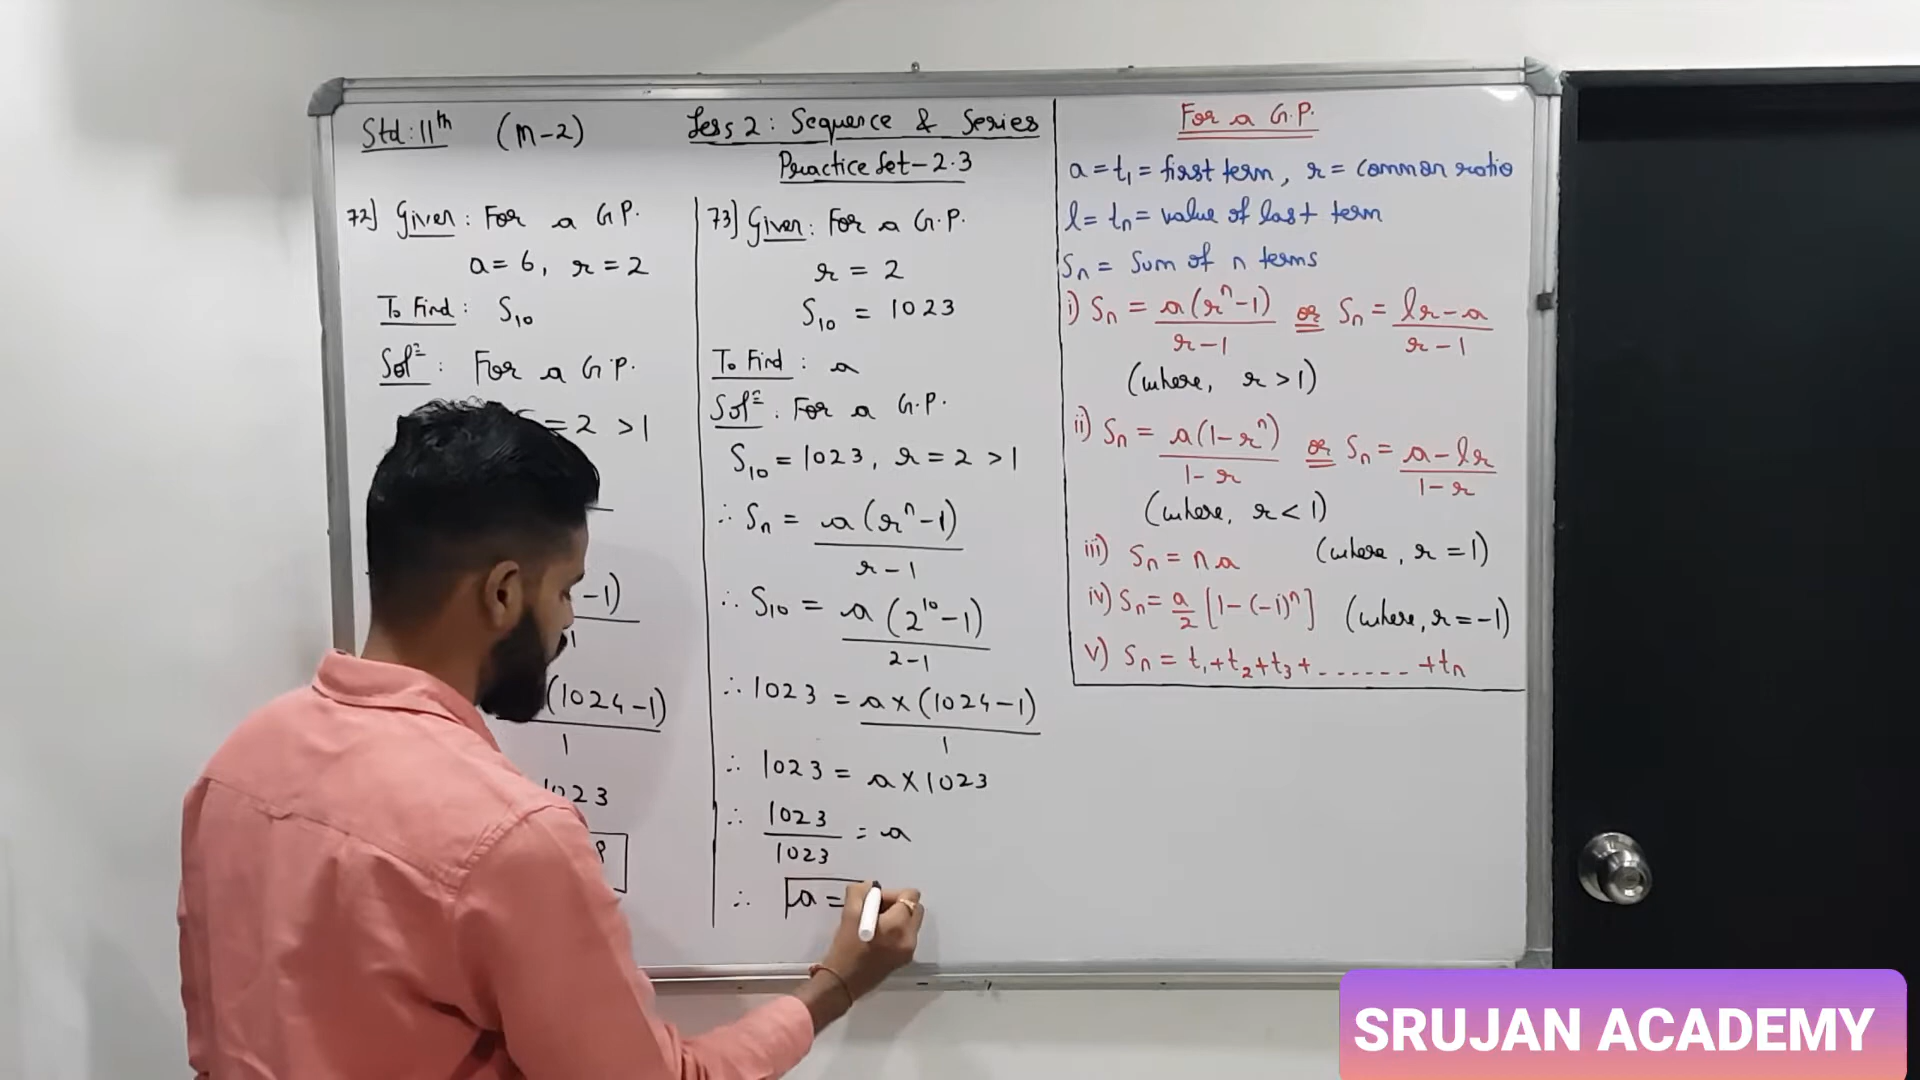 Std: 11th (M-2)
Less 2: Sequence & Series
Practice Set-2.3
72] Given: For a G.P.
a = 6, r = 2
To Find: S₁₀
Solⁿ: For a G.P.
= 2 > 1
-1)
1
(1024-1)
1
1023
73] Given: For a G.P.
r = 2
S₁₀ = 1023
To Find: a
Solⁿ: For a G.P.
S₁₀ = 1023, r = 2 > 1
∴ Sₙ = a(rⁿ-1)
r-1
∴ S₁₀ = a(2¹⁰-1)
2-1
∴ 1023 = a×(1024-1)
1
∴ 1023 = a×1023
∴ 1023 = a
1023
∴ a =
For a G.P.
a = t₁ = first term, r = common ratio
l = tₙ = value of last term
Sₙ = Sum of n terms
i) Sₙ = a(rⁿ-1) or Sₙ = lr-a
r-1 r-1
(where, r > 1)
ii) Sₙ = a(1-rⁿ) or Sₙ = a-lr
1-r 1-r
(where, r < 1)
iii) Sₙ = na (where, r = 1)
iv) Sₙ = a/2 [1-(-1)ⁿ] (where, r = -1)
v) Sₙ = t₁+t₂+t₃+......+tₙ
SRUJAN ACADEMY